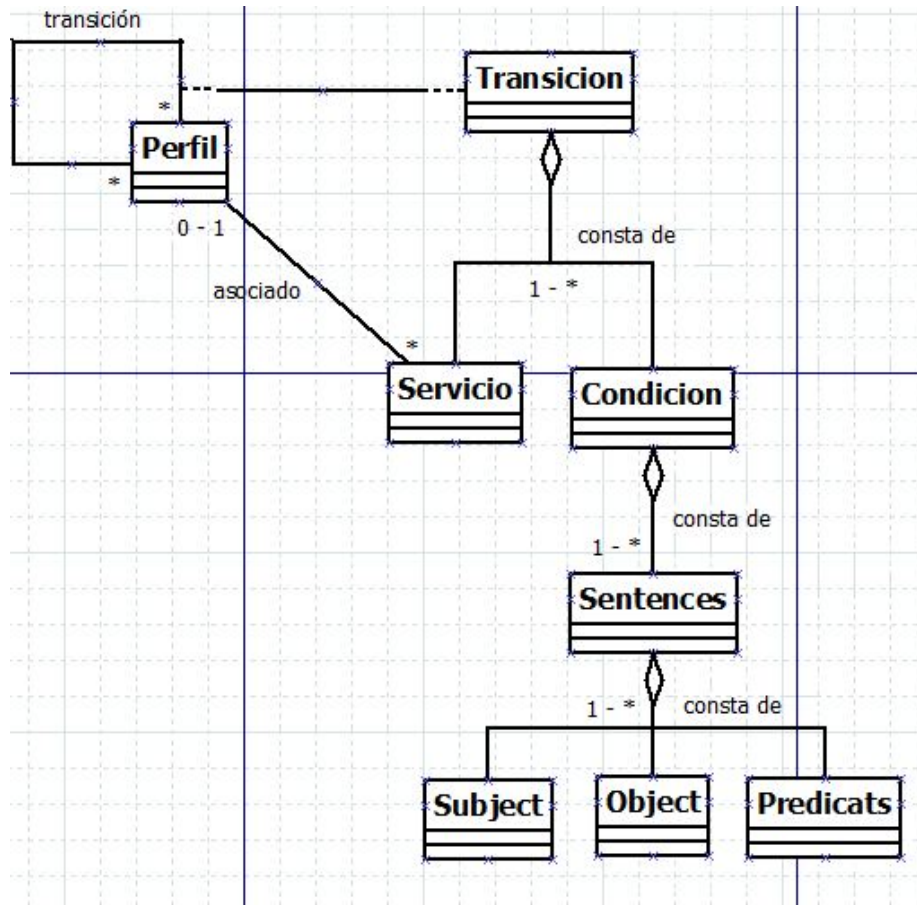 transición
Transicion
*
Perfil
*
0 - 1
consta de
1 - *
asociado
*
Servicio
Condicion
consta de
1 - *
Sentences
1 - *
consta de
Subject
Object
Predicats